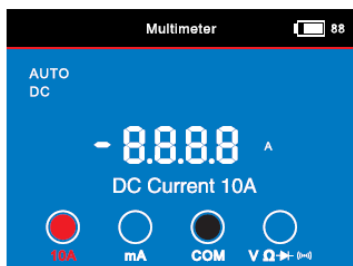 Multimeter 88
AUTO
DC
-8.8.8.8 A
DC Current 10A
10A mA COM V Ω